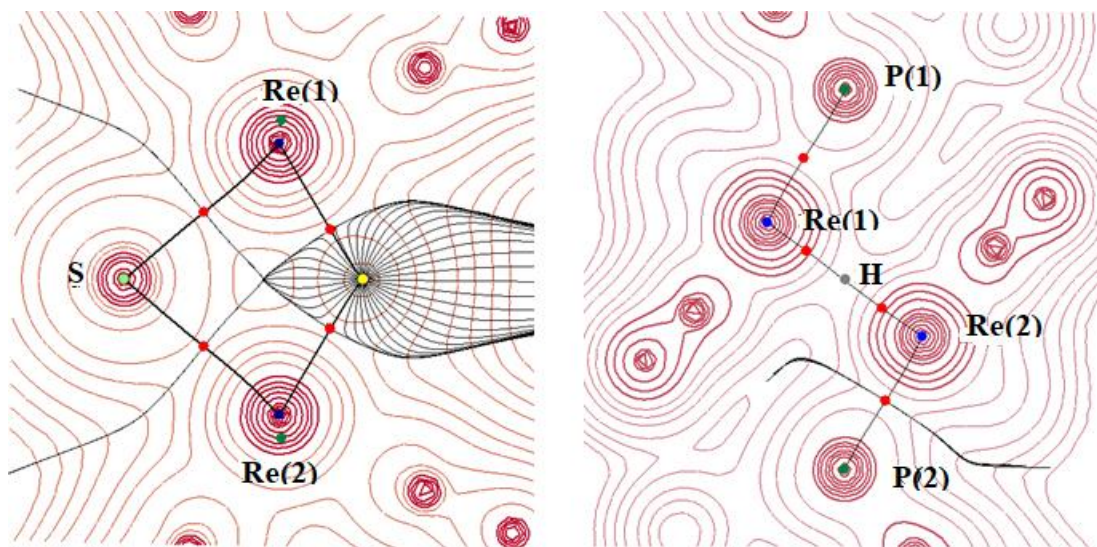 Re(1)
S
Re(2)
P(1)
Re(1)
H
Re(2)
P(2)